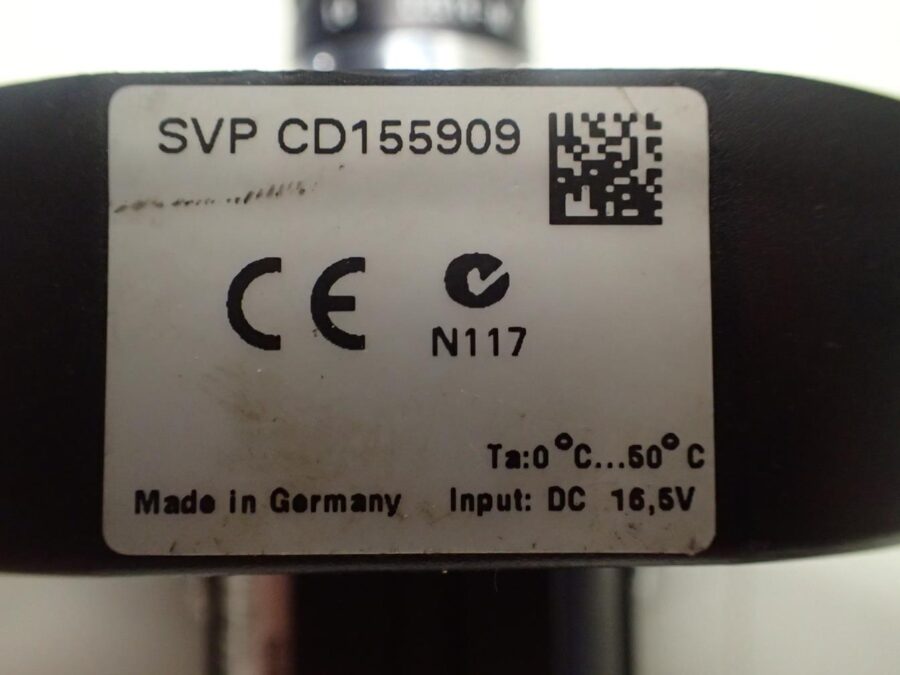 SVP CD155909
CE
N117
Ta:0°C...50°C
Made in Germany Input: DC 16,5V